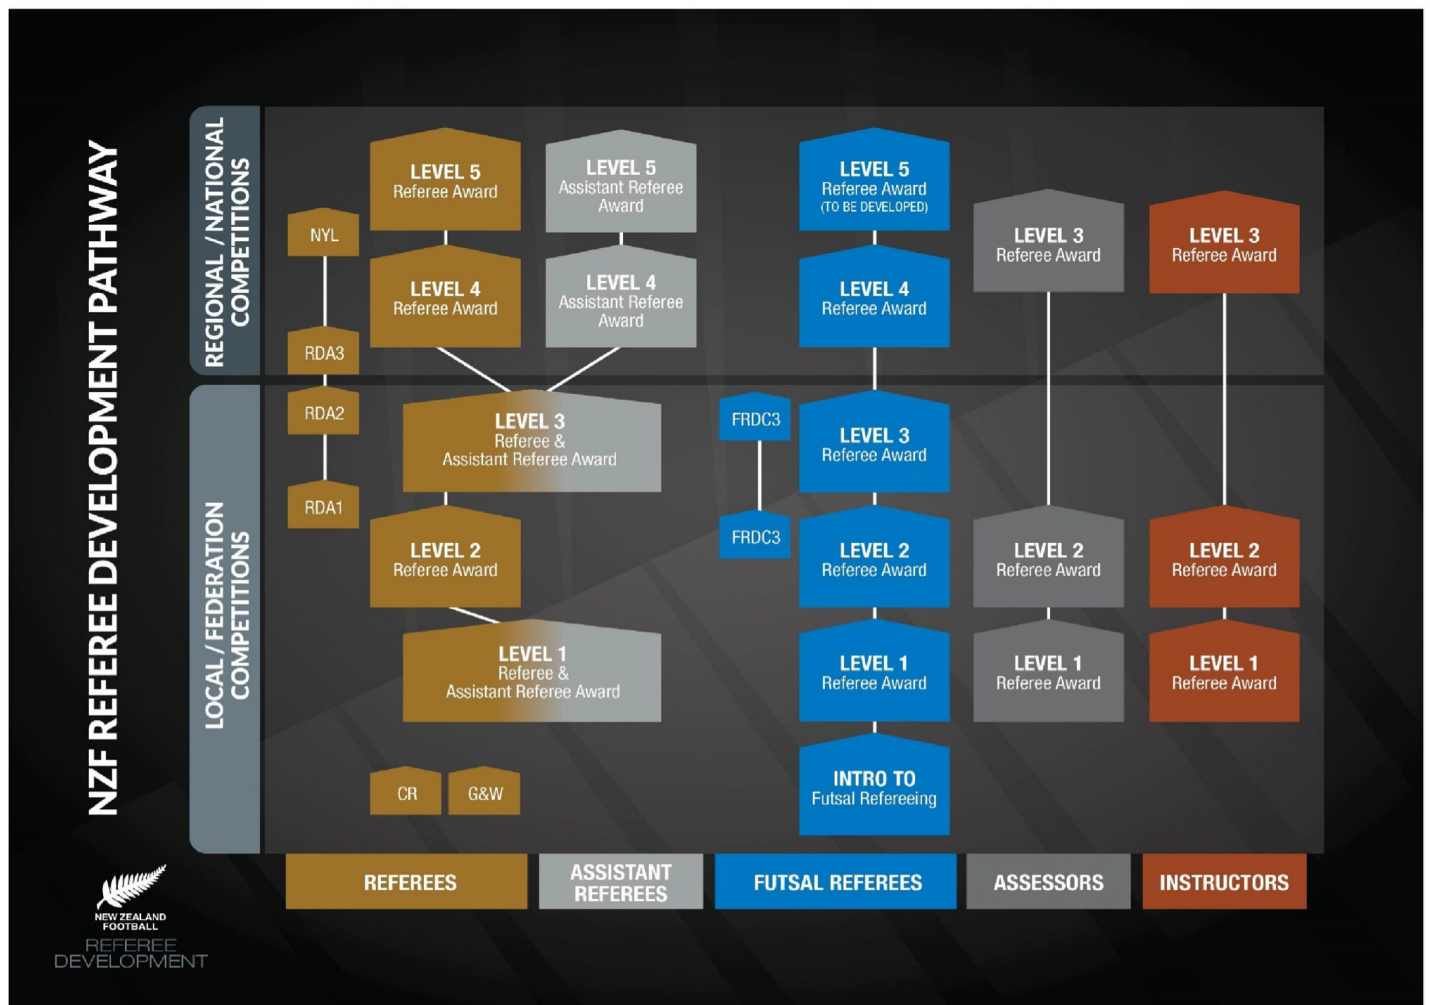 NZF REFEREE DEVELOPMENT PATHWAY
REGIONAL / NATIONAL
COMPETITIONS
LOCAL / FEDERATION
COMPETITIONS
NYL
RDA3
RDA2
RDA1
LEVEL 5
Referee Award
LEVEL 4
Referee Award
LEVEL 5
Assistant Referee
Award
LEVEL 4
Assistant Referee
Award
LEVEL 3
Referee &
Assistant Referee Award
LEVEL 2
Referee Award
LEVEL 1
Referee &
Assistant Referee Award
CR
G&W
FRDC3
FRDC3
LEVEL 5
Referee Award
(TO BE DEVELOPED)
LEVEL 4
Referee Award
LEVEL 3
Referee Award
LEVEL 2
Referee Award
LEVEL 1
Referee Award
INTRO TO
Futsal Refereeing
LEVEL 3
Referee Award
LEVEL 2
Referee Award
LEVEL 1
Referee Award
LEVEL 3
Referee Award
LEVEL 2
Referee Award
LEVEL 1
Referee Award
REFEREES
ASSISTANT
REFEREES
FUTSAL REFEREES
ASSESSORS
INSTRUCTORS
NEW ZEALAND
FOOTBALL
REFEREE
DEVELOPMENT